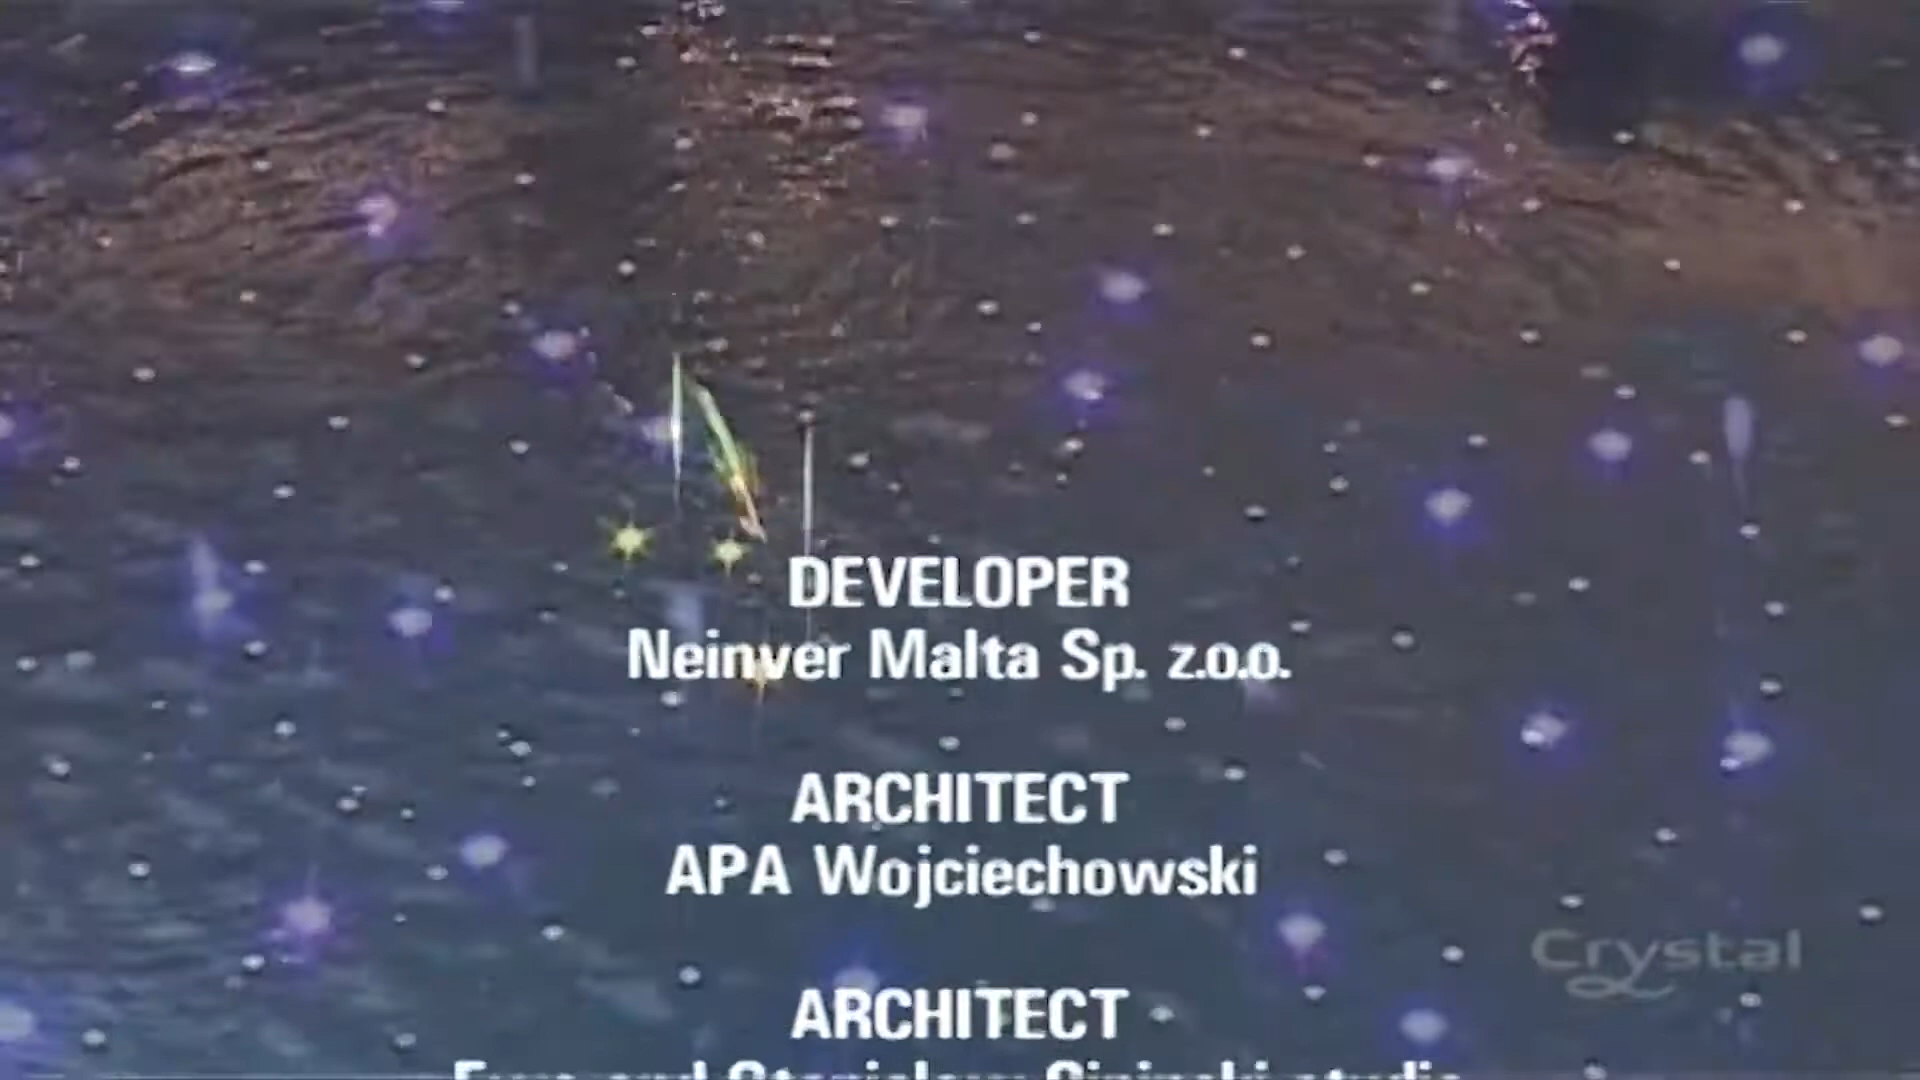 DEVELOPER
Neinver Malta Sp. z.o.o.
ARCHITECT
APA Wojciechowski
ARCHITECT
Crystal